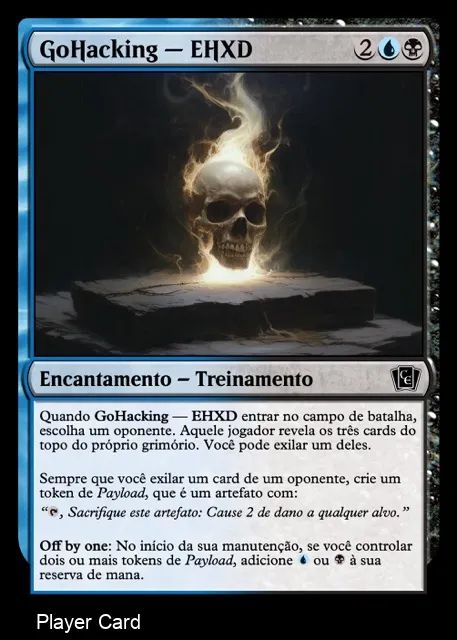 GoHacking — EHXD 2
Encantamento – Treinamento
Quando GoHacking — EHXD entrar no campo de batalha,
escolha um oponente. Aquele jogador revela os três cards do
topo do próprio grimório. Você pode exilar um deles.
Sempre que você exilar um card de um oponente, crie um
token de Payload, que é um artefato com:
“, Sacrifique este artefato: Cause 2 de dano a qualquer alvo.”
Off by one: No início da sua manutenção, se você controlar
dois ou mais tokens de Payload, adicione ou à sua
reserva de mana.
Player Card